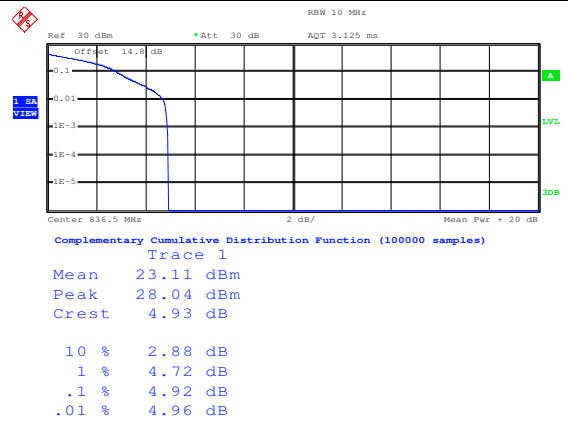 RBW 10 MHz
Ref 30 dBm *Att 30 dB AQT 3.125 ms
Offset 14.8 dB
0.1
A
0.01
1 SA
VIEW
1E-3
LVL
1E-4
1E-5
3DB
Center 836.5 MHz 2 dB/ Mean Pwr + 20 dB
Complementary Cumulative Distribution Function (100000 samples)
Trace 1
Mean 23.11 dBm
Peak 28.04 dBm
Crest 4.93 dB
10 % 2.88 dB
1 % 4.72 dB
.1 % 4.92 dB
.01 % 4.96 dB